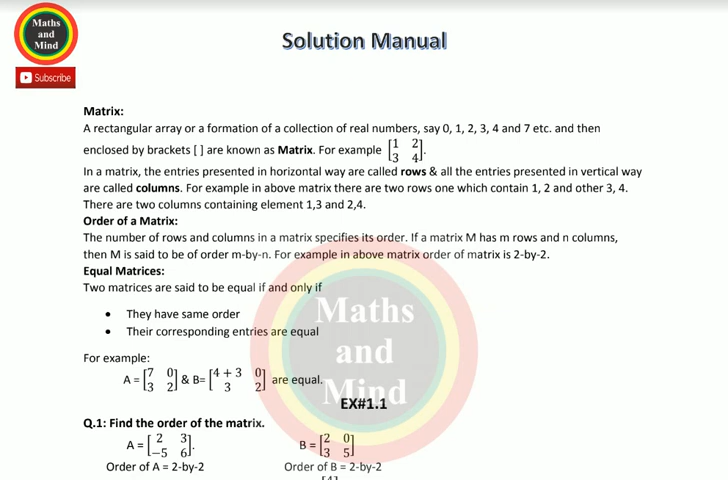 Maths
and
Mind
Subscribe
Solution Manual
Matrix:
A rectangular array or a formation of a collection of real numbers, say 0, 1, 2, 3, 4 and 7 etc. and then
enclosed by brackets [ ] are known as Matrix. For example [1 2
3 4].
In a matrix, the entries presented in horizontal way are called rows & all the entries presented in vertical way
are called columns. For example in above matrix there are two rows one which contain 1, 2 and other 3, 4.
There are two columns containing element 1,3 and 2,4.
Order of a Matrix:
The number of rows and columns in a matrix specifies its order. If a matrix M has m rows and n columns,
then M is said to be of order m-by-n. For example in above matrix order of matrix is 2-by-2.
Equal Matrices:
Two matrices are said to be equal if and only if
• They have same order
• Their corresponding entries are equal
Maths
and
Mind
For example:
A = [7 0
3 2] & B= [4 + 3 0
3 2] are equal.
EX#1.1
Q.1: Find the order of the matrix.
A = [2 3
−5 6].
B = [2 0
3 5]
Order of A = 2-by-2
Order of B = 2-by-2
[4]